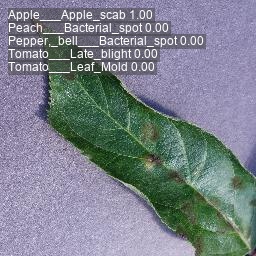 Apple___Apple_scab 1.00
Peach___Bacterial_spot 0.00
Pepper,_bell___Bacterial_spot 0.00
Tomato___Late_blight 0.00
Tomato___Leaf_Mold 0.00